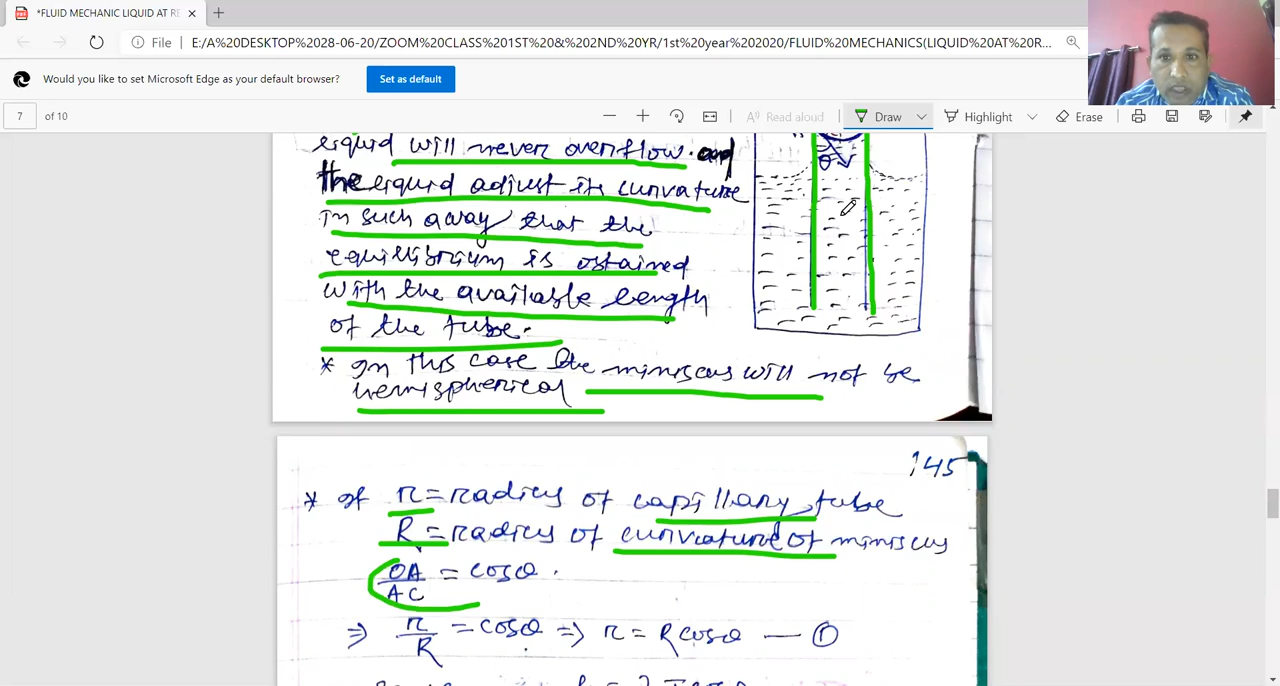 *FLUID MECHANIC LIQUID AT RE
File E:/A%20DESKTOP%2028-06-20/ZOOM%20CLASS%201ST%20&%202ND%20YR/1st%20year%202020/FLUID%20MECHANICS(LIQUID%20AT%20R...
Would you like to set Microsoft Edge as your default browser? Set as default
7 of 10 Read aloud Draw Highlight Erase
liquid will never overflow and
the liquid adjust its curvature
in such a way that the
equillibrium is obtained
with the available length
of the tube.
θ
* In this case the miniscus will not be
hemispherical
145
* If r = radius of capillary tube
R = radius of curvature of miniscus
OA/AC = cosθ.
⇒ r/R = cosθ ⇒ r = Rcosθ — ①